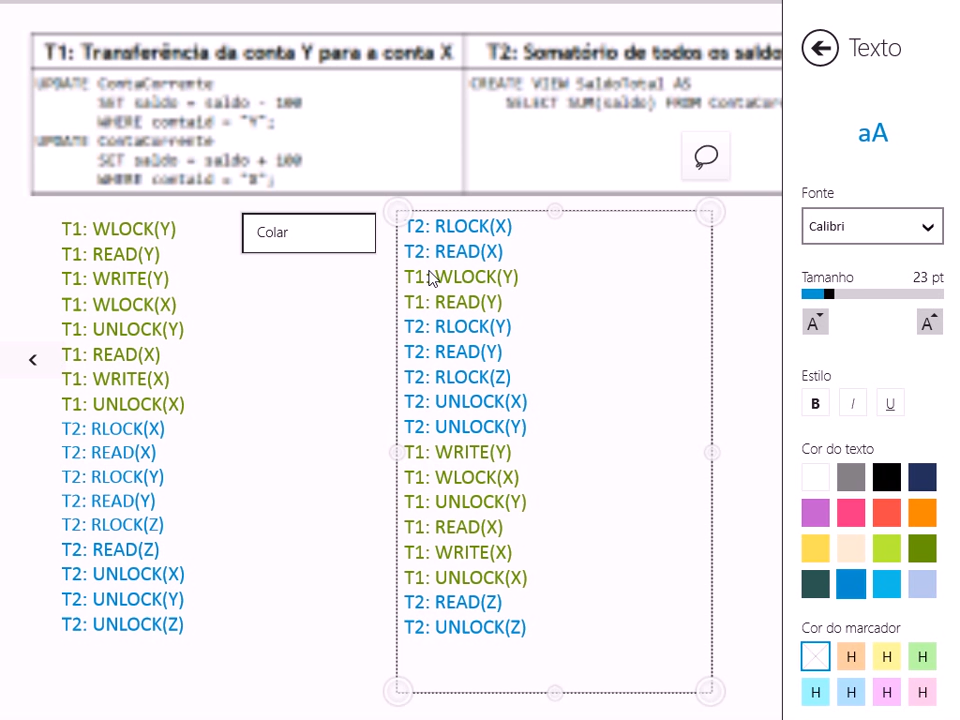 T1: Transferência da conta Y para a conta X
T2: Somatório de todos os saldo
UPDATE ContaCorrente
SET saldo = saldo - 100
WHERE contaid = "Y";
UPDATE ContaCorrente
SET saldo = saldo + 100
WHERE contaid = "X";
CREATE VIEW SaldoTotal AS
SELECT SUM(saldo) FROM ContaCor
T1: WLOCK(Y)
T1: READ(Y)
T1: WRITE(Y)
T1: WLOCK(X)
T1: UNLOCK(Y)
T1: READ(X)
T1: WRITE(X)
T1: UNLOCK(X)
T2: RLOCK(X)
T2: READ(X)
T2: RLOCK(Y)
T2: READ(Y)
T2: RLOCK(Z)
T2: READ(Z)
T2: UNLOCK(X)
T2: UNLOCK(Y)
T2: UNLOCK(Z)
Colar
T2: RLOCK(X)
T2: READ(X)
T1: WLOCK(Y)
T1: READ(Y)
T2: RLOCK(Y)
T2: READ(Y)
T2: RLOCK(Z)
T2: UNLOCK(X)
T2: UNLOCK(Y)
T1: WRITE(Y)
T1: WLOCK(X)
T1: UNLOCK(Y)
T1: READ(X)
T1: WRITE(X)
T1: UNLOCK(X)
T2: READ(Z)
T2: UNLOCK(Z)
Texto
aA
Fonte
Calibri
Tamanho 23 pt
A A
Estilo
B I U
Cor do texto
Cor do marcador
H H H
H H H H